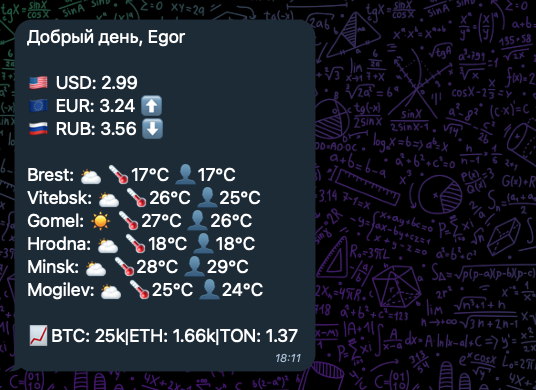 Добрый день, Egor
🇺🇸 USD: 2.99
🇪🇺 EUR: 3.24 ⬆️
🇷🇺 RUB: 3.56 ⬇️
Brest: 🌥 🌡17°C 👤17°C
Vitebsk: 🌥 🌡26°C 👤25°C
Gomel: ☀️ 🌡27°C 👤26°C
Hrodna: 🌥 🌡18°C 👤18°C
Minsk: 🌥 🌡28°C 👤29°C
Mogilev: 🌥 🌡25°C 👤24°C
📈BTC: 25k|ETH: 1.66k|TON: 1.37
18:11